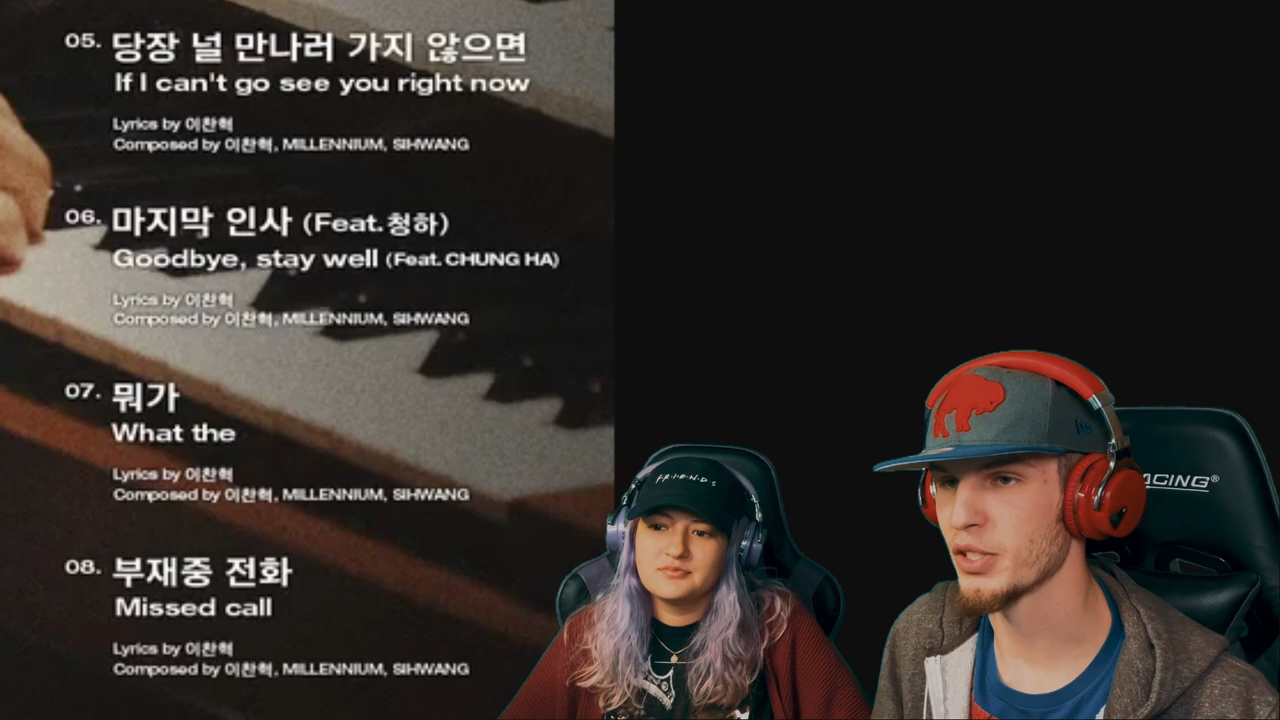 05. 당장 널 만나러 가지 않으면
If I can't go see you right now
Lyrics by 이찬혁
Composed by 이찬혁, MILLENNIUM, SIHWANG
06. 마지막 인사 (Feat. 청하)
Goodbye, stay well (Feat. CHUNG HA)
Lyrics by 이찬혁
Composed by 이찬혁, MILLENNIUM, SIHWANG
07. 뭐가
What the
Lyrics by 이찬혁
Composed by 이찬혁, MILLENNIUM, SIHWANG
08. 부재중 전화
Missed call
Lyrics by 이찬혁
Composed by 이찬혁, MILLENNIUM, SIHWANG
F·R·I·E·N·D·S
ACING®